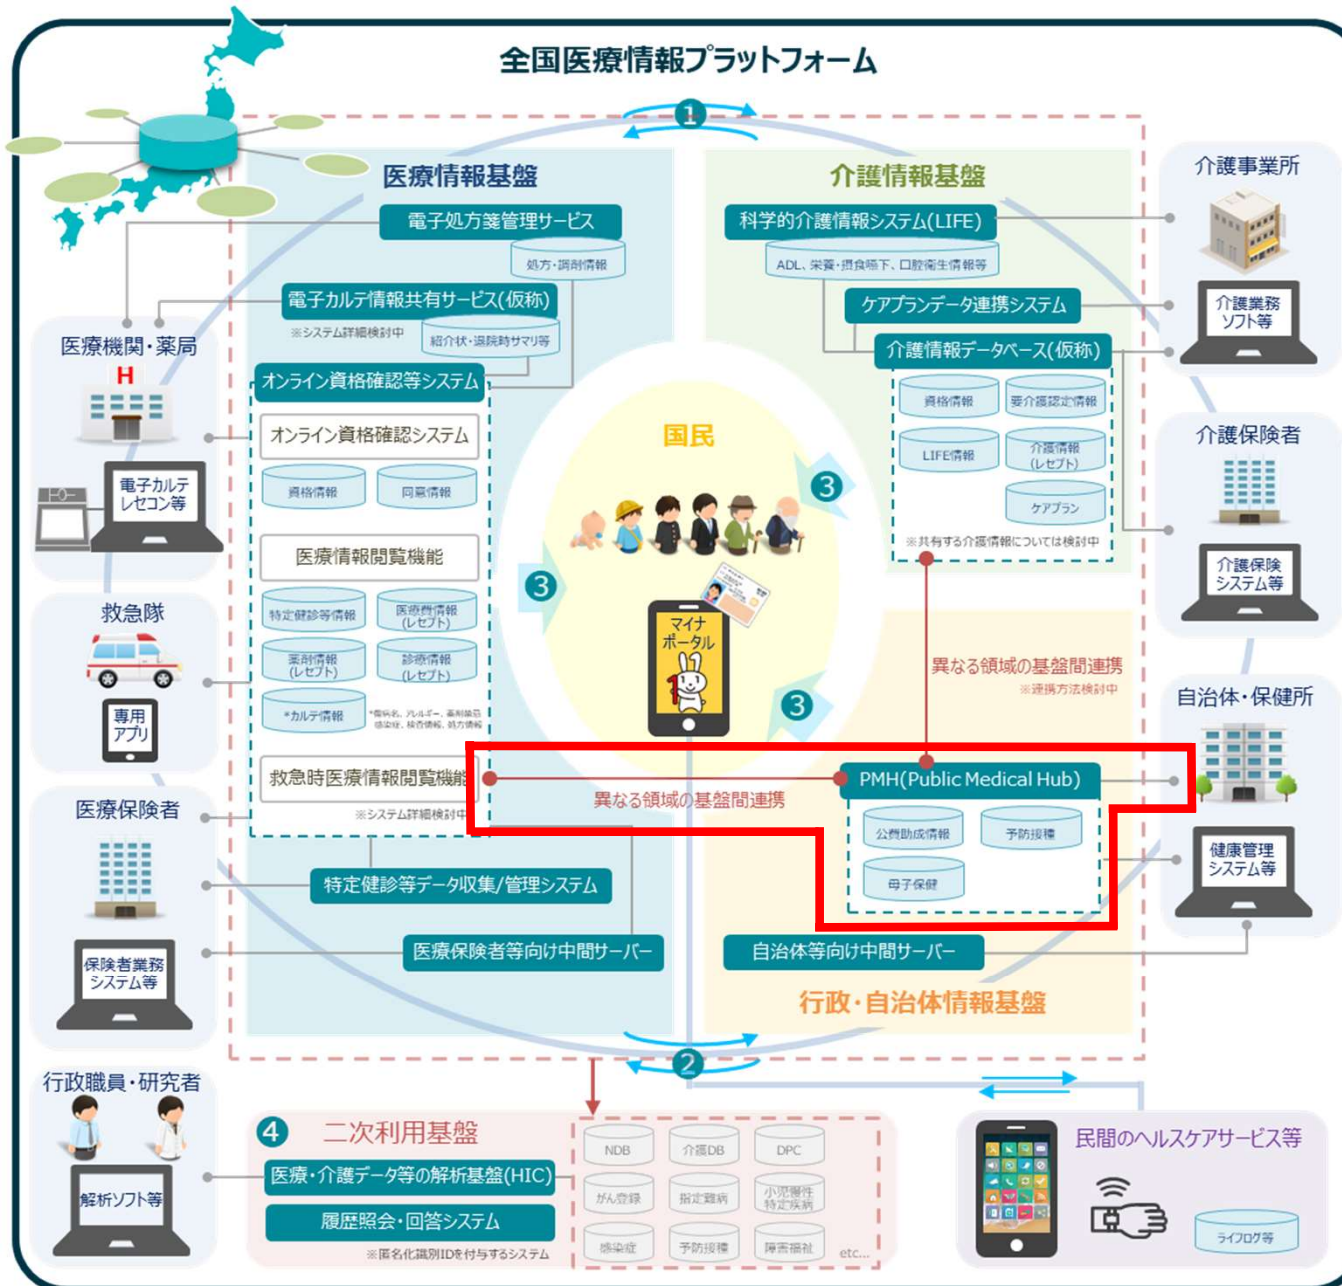 全国医療情報プラットフォーム
1
医療情報基盤
電子処方箋管理サービス
処方・調剤情報
電子カルテ情報共有サービス(仮称)
※システム詳細検討中
紹介状・退院時サマリ等
オンライン資格確認等システム
オンライン資格確認システム
資格情報
同意情報
医療情報閲覧機能
特定健診等情報
医療費情報
(レセプト)
薬剤情報
(レセプト)
診療情報
(レセプト)
*カルテ情報
*傷病名、アレルギー、薬剤禁忌
感染症、検査情報、処方情報
救急時医療情報閲覧機能
※システム詳細検討中
特定健診等データ収集/管理システム
医療保険者等向け中間サーバー
介護情報基盤
科学的介護情報システム(LIFE)
ADL、栄養・摂食嚥下、口腔衛生情報等
ケアプランデータ連携システム
介護情報データベース(仮称)
資格情報
要介護認定情報
LIFE情報
介護情報
(レセプト)
ケアプラン
※共有する介護情報については検討中
国民
マイナ
ポータル
1
3
3
3
異なる領域の基盤間連携
※連携方法検討中
異なる領域の基盤間連携
PMH(Public Medical Hub)
公費助成情報
予防接種
母子保健
自治体等向け中間サーバー
行政・自治体情報基盤
2
医療機関・薬局
H
電子カルテ
レセコン等
救急隊
専用
アプリ
医療保険者
保険者業務
システム等
行政職員・研究者
解析ソフト等
介護事業所
介護業務
ソフト等
介護保険者
介護保険
システム等
自治体・保健所
健康管理
システム等
4
二次利用基盤
医療・介護データ等の解析基盤(HIC)
履歴照会・回答システム
※匿名化識別IDを付与するシステム
NDB
介護DB
DPC
がん登録
指定難病
小児慢性
特定疾病
感染症
予防接種
障害福祉
etc...
民間のヘルスケアサービス等
ライフログ等